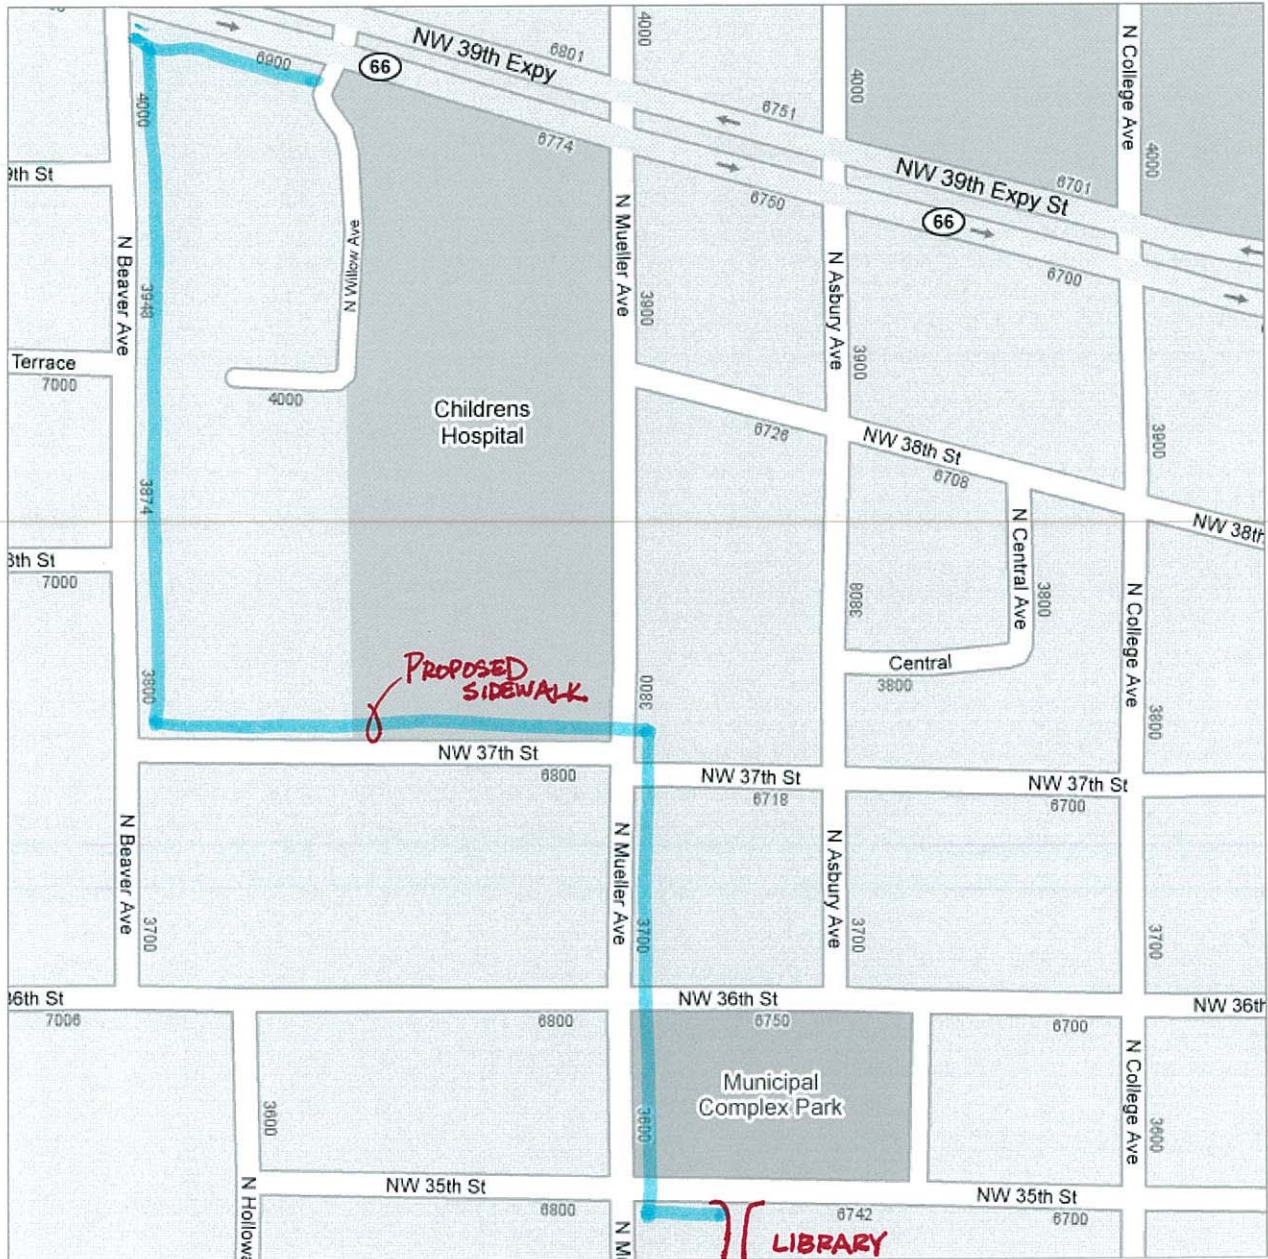 4000
NW 39th Expy
6801
66
6900
6774
4000
6751
4000
N College Ave
4000
NW 39th Expy St
6701
66
6750
6700
9th St
N Beaver Ave
3948
N Willow Ave
4000
N Mueller Ave
3900
N Asbury Ave
3900
Terrace
7000
Childrens
Hospital
6726
NW 38th St
6708
3900
NW 38th
3874
8th St
7000
3808
N Central Ave
3800
Central
3800
N College Ave
3800
3800
PROPOSED
SIDEWALK
3800
NW 37th St
6800
NW 37th St
6718
NW 37th St
6700
N Beaver Ave
3700
N Mueller Ave
3700
N Asbury Ave
3700
3700
36th St
7006
6800
NW 36th St
6750
6700
NW 36th
Municipal
Complex Park
3600
3600
N College Ave
3600
NW 35th St
6800
NW 35th St
6742
6700
N Hollowa
N M
LIBRARY